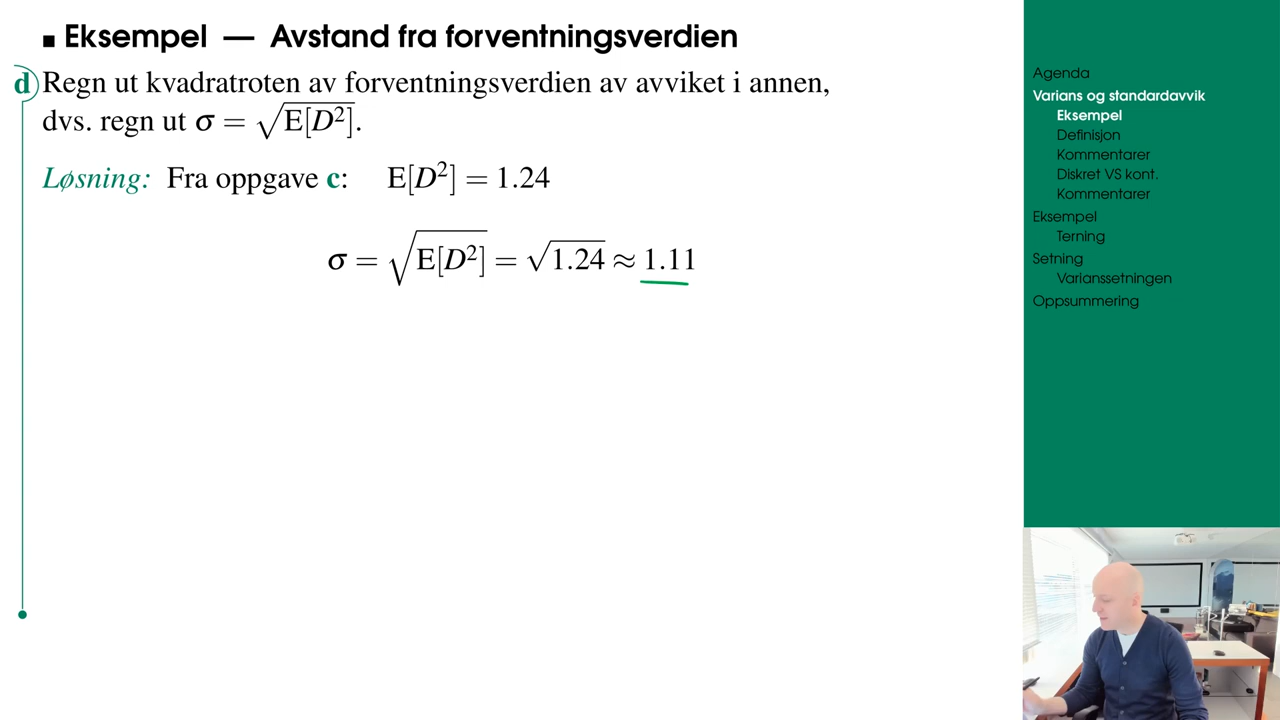 ▪ Eksempel — Avstand fra forventningsverdien
d Regn ut kvadratroten av forventningsverdien av avviket i annen,
dvs. regn ut σ = √E[D²].
Løsning: Fra oppgave c: E[D²] = 1.24
σ = √E[D²] = √1.24 ≈ 1.11
Agenda
Varians og standardavvik
Eksempel
Definisjon
Kommentarer
Diskret VS kont.
Kommentarer
Eksempel
Terning
Setning
Varianssetningen
Oppsummering